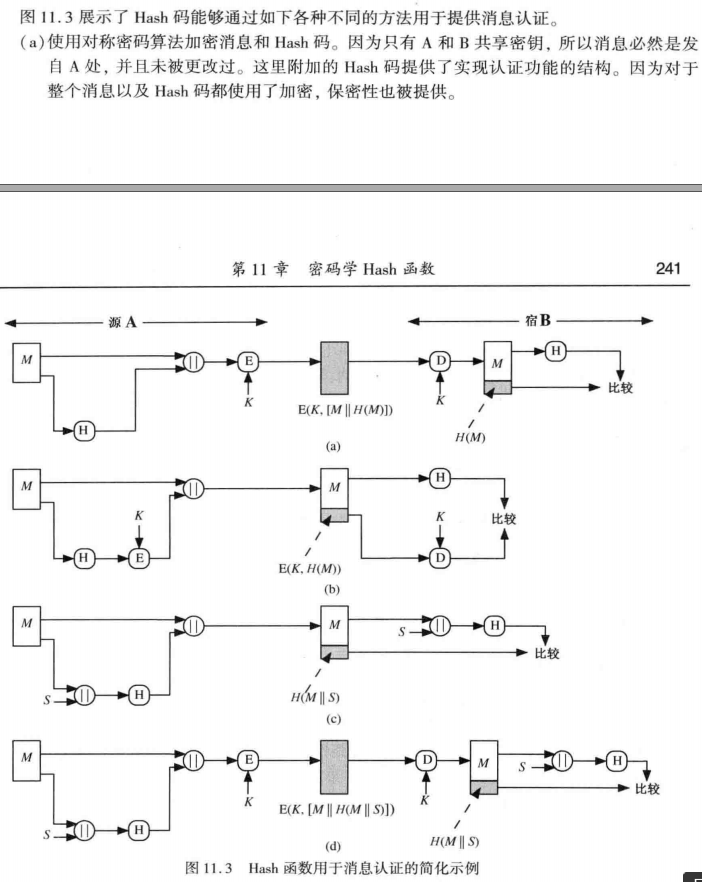 图 11.3 展示了 Hash 码能够通过如下各种不同的方法用于提供消息认证。
(a)使用对称密码算法加密消息和 Hash 码。因为只有 A 和 B 共享密钥，所以消息必然是发
自 A 处，并且未被更改过。这里附加的 Hash 码提供了实现认证功能的结构。因为对于
整个消息以及 Hash 码都使用了加密，保密性也被提供。
第 11 章 密码学 Hash 函数 241
源 A 宿 B
M || E D M H
K K 比较
H E(K, [M || H(M)]) H(M)
(a)
M || M H
K K 比较
H E D
E(K, H(M))
(b)
M || M S || H
比较
S || H
H(M || S)
(c)
M || E D M S || H
K K 比较
S || H E(K, [M || H(M || S)]) H(M || S)
(d)
图 11.3 Hash 函数用于消息认证的简化示例